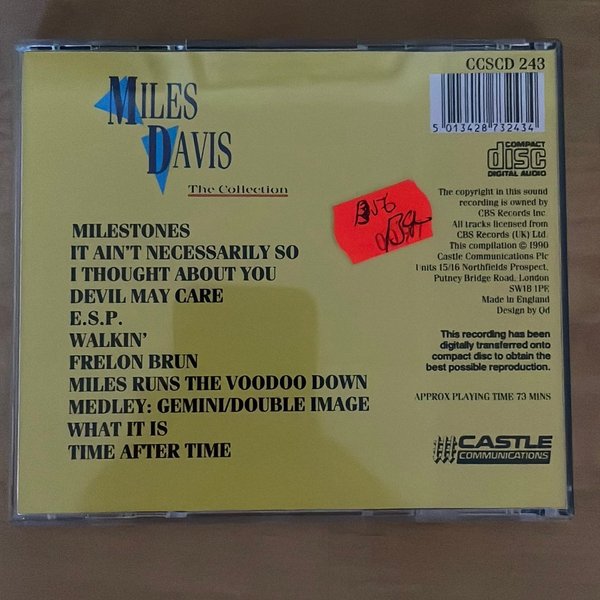 MILES
DAVIS
The Collection
MILESTONES
IT AIN'T NECESSARILY SO
I THOUGHT ABOUT YOU
DEVIL MAY CARE
E.S.P.
WALKIN'
FRELON BRUN
MILES RUNS THE VOODOO DOWN
MEDLEY: GEMINI/DOUBLE IMAGE
WHAT IT IS
TIME AFTER TIME
CCSCD 243
5 013428 732434
COMPACT
disc
DIGITAL AUDIO
The copyright in this sound
recording is owned by
CBS Records Inc.
All tracks licensed from
CBS Records (UK) Ltd.
This compilation ℗ 1990
Castle Communications Plc
Units 15/16 Northfields Prospect,
Putney Bridge Road, London
SW18 1PE
Made in England
Design by Qd
This recording has been
digitally transferred onto
compact disc to obtain the
best possible reproduction.
APPROX PLAYING TIME 73 MINS
CASTLE
COMMUNICATIONS